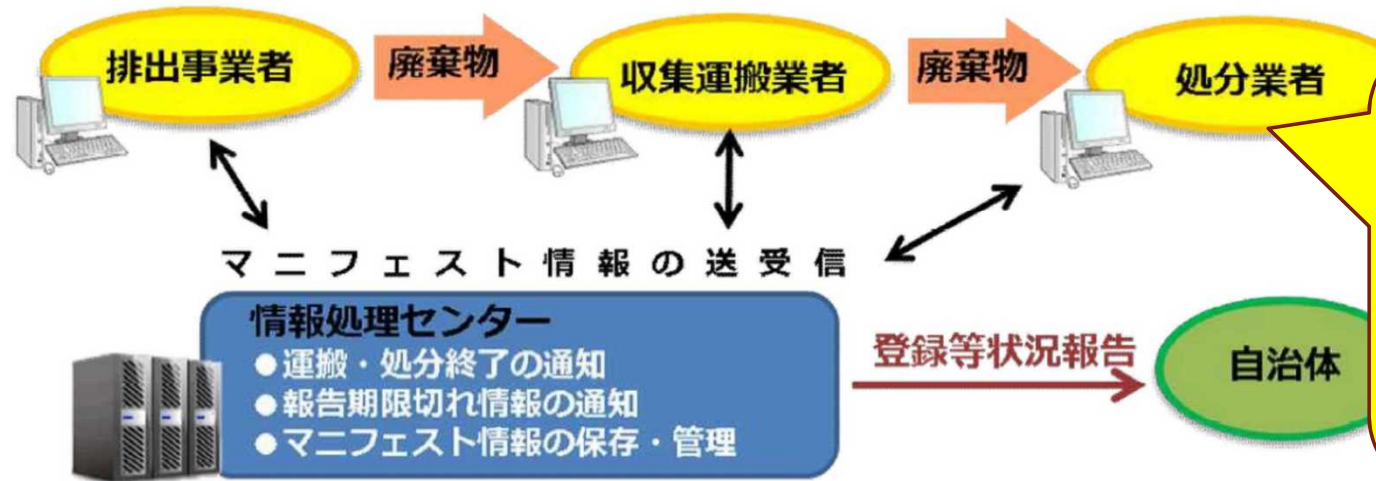 排出事業者
廃棄物
収集運搬業者
廃棄物
処分業者
マニフェスト情報の送受信
情報処理センター
●運搬・処分終了の通知
●報告期限切れ情報の通知
●マニフェスト情報の保存・管理
登録等状況報告
自治体